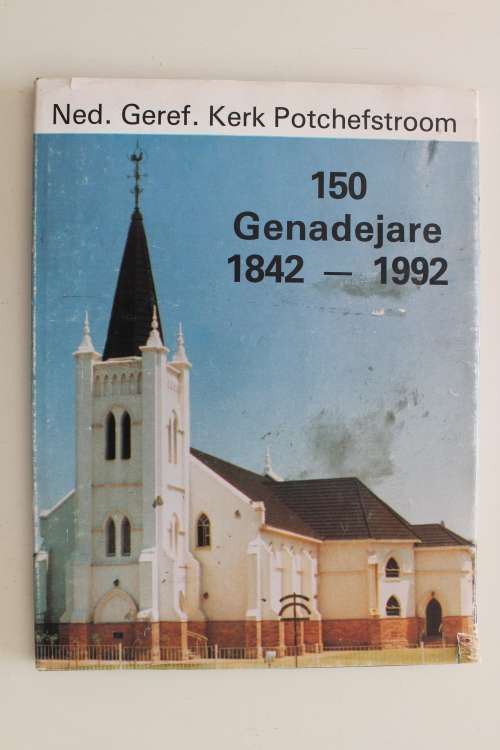 Ned. Geref. Kerk Potchefstroom
150
Genadejare
1842 — 1992